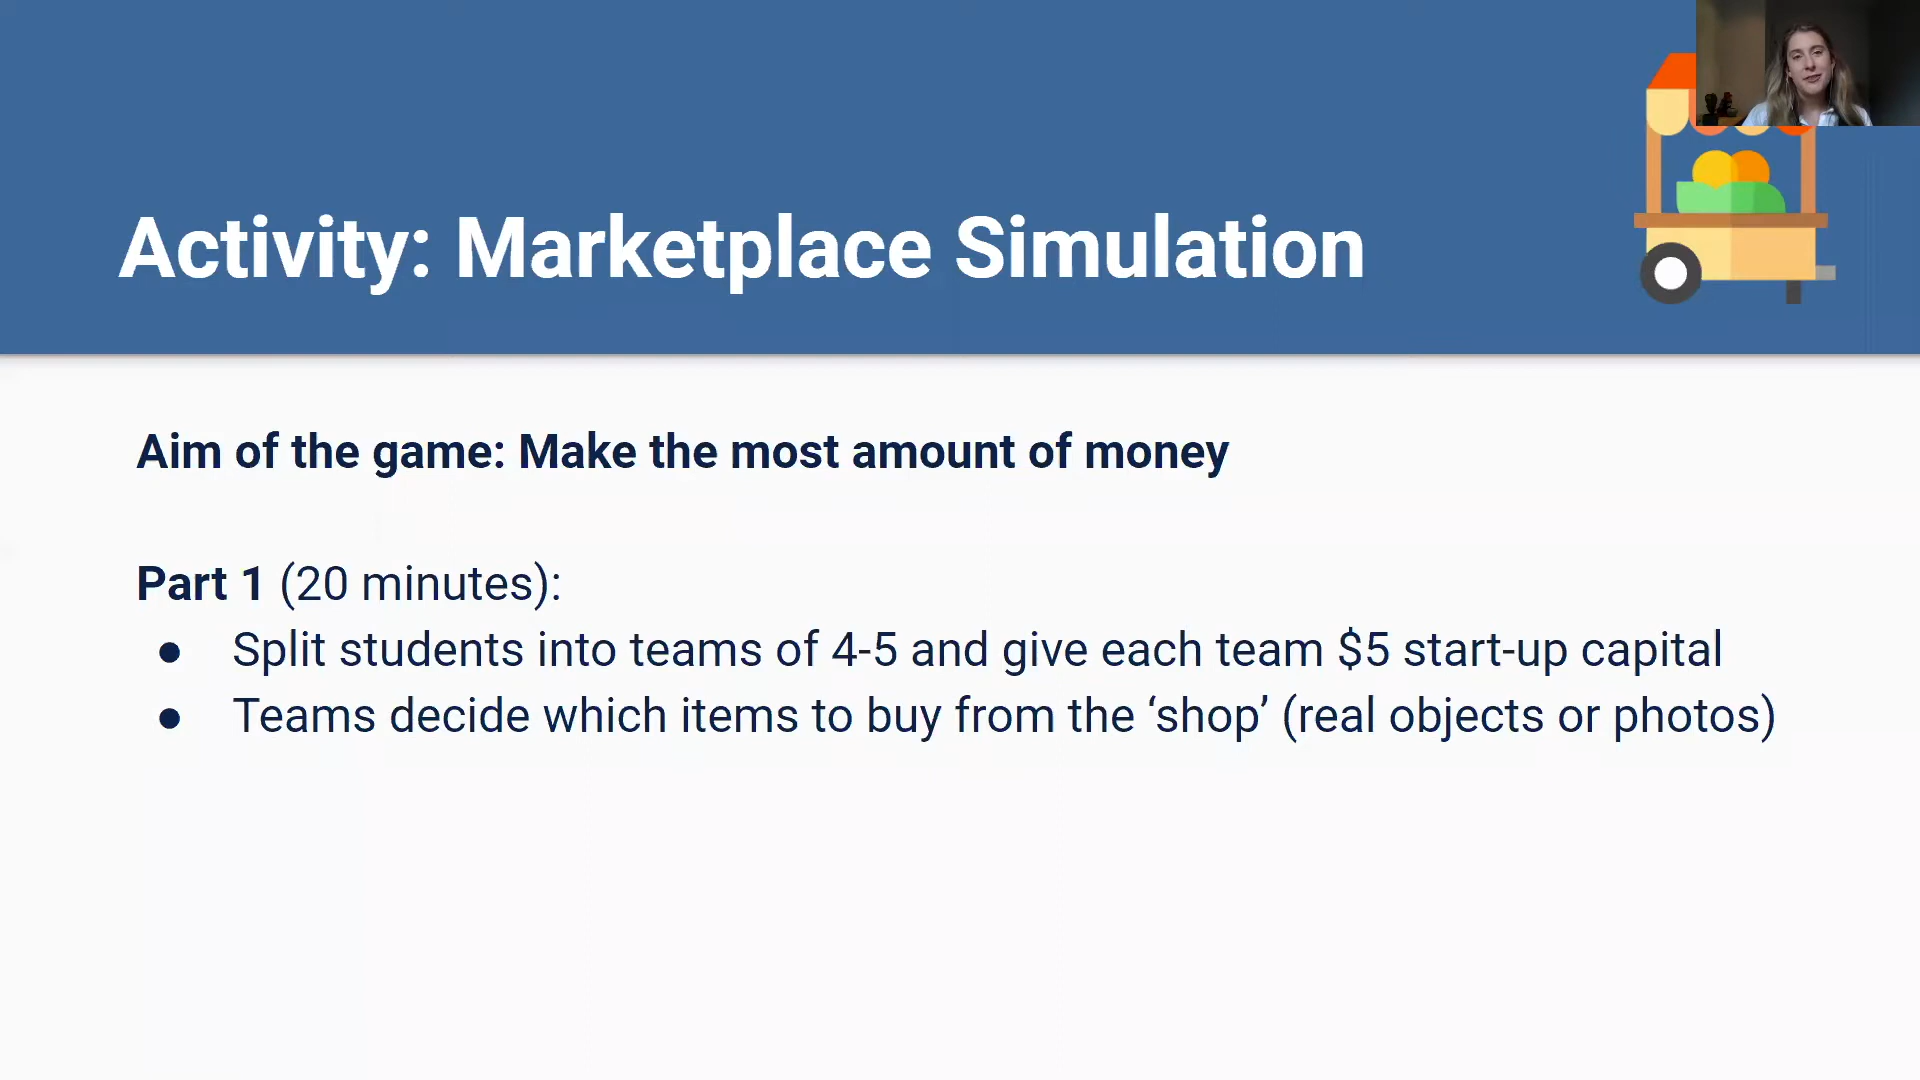 Activity: Marketplace Simulation
Aim of the game: Make the most amount of money
Part 1 (20 minutes):
● Split students into teams of 4-5 and give each team $5 start-up capital
● Teams decide which items to buy from the ‘shop’ (real objects or photos)